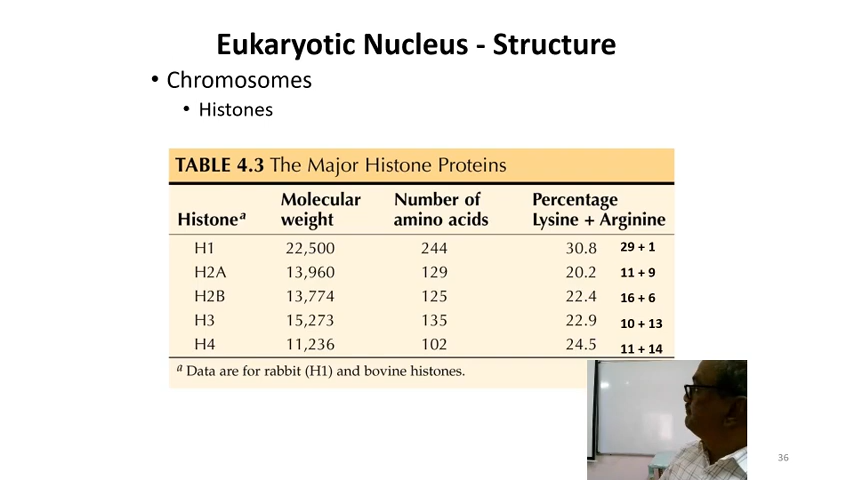 Eukaryotic Nucleus - Structure
• Chromosomes
• Histones
TABLE 4.3 The Major Histone Proteins
Histoneᵃ Molecular weight Number of amino acids Percentage Lysine + Arginine
H1 22,500 244 30.8 29 + 1
H2A 13,960 129 20.2 11 + 9
H2B 13,774 125 22.4 16 + 6
H3 15,273 135 22.9 10 + 13
H4 11,236 102 24.5 11 + 14
ᵃ Data are for rabbit (H1) and bovine histones.
36